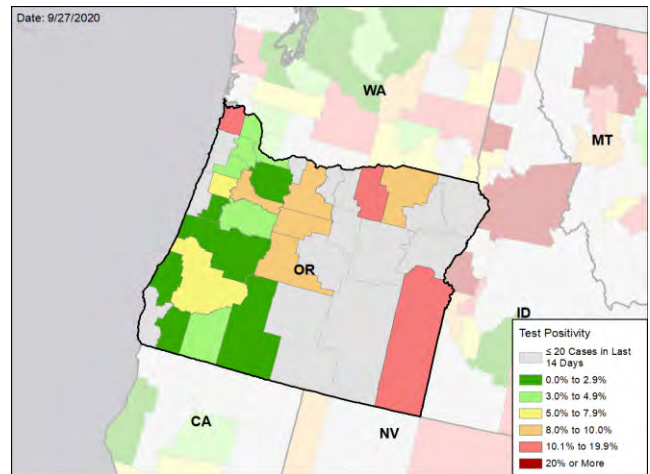 Date: 9/27/2020
WA
MT
OR
ID
CA
NV
Test Positivity
≤ 20 Cases in Last
14 Days
0.0% to 2.9%
3.0% to 4.9%
5.0% to 7.9%
8.0% to 10.0%
10.1% to 19.9%
20% or More